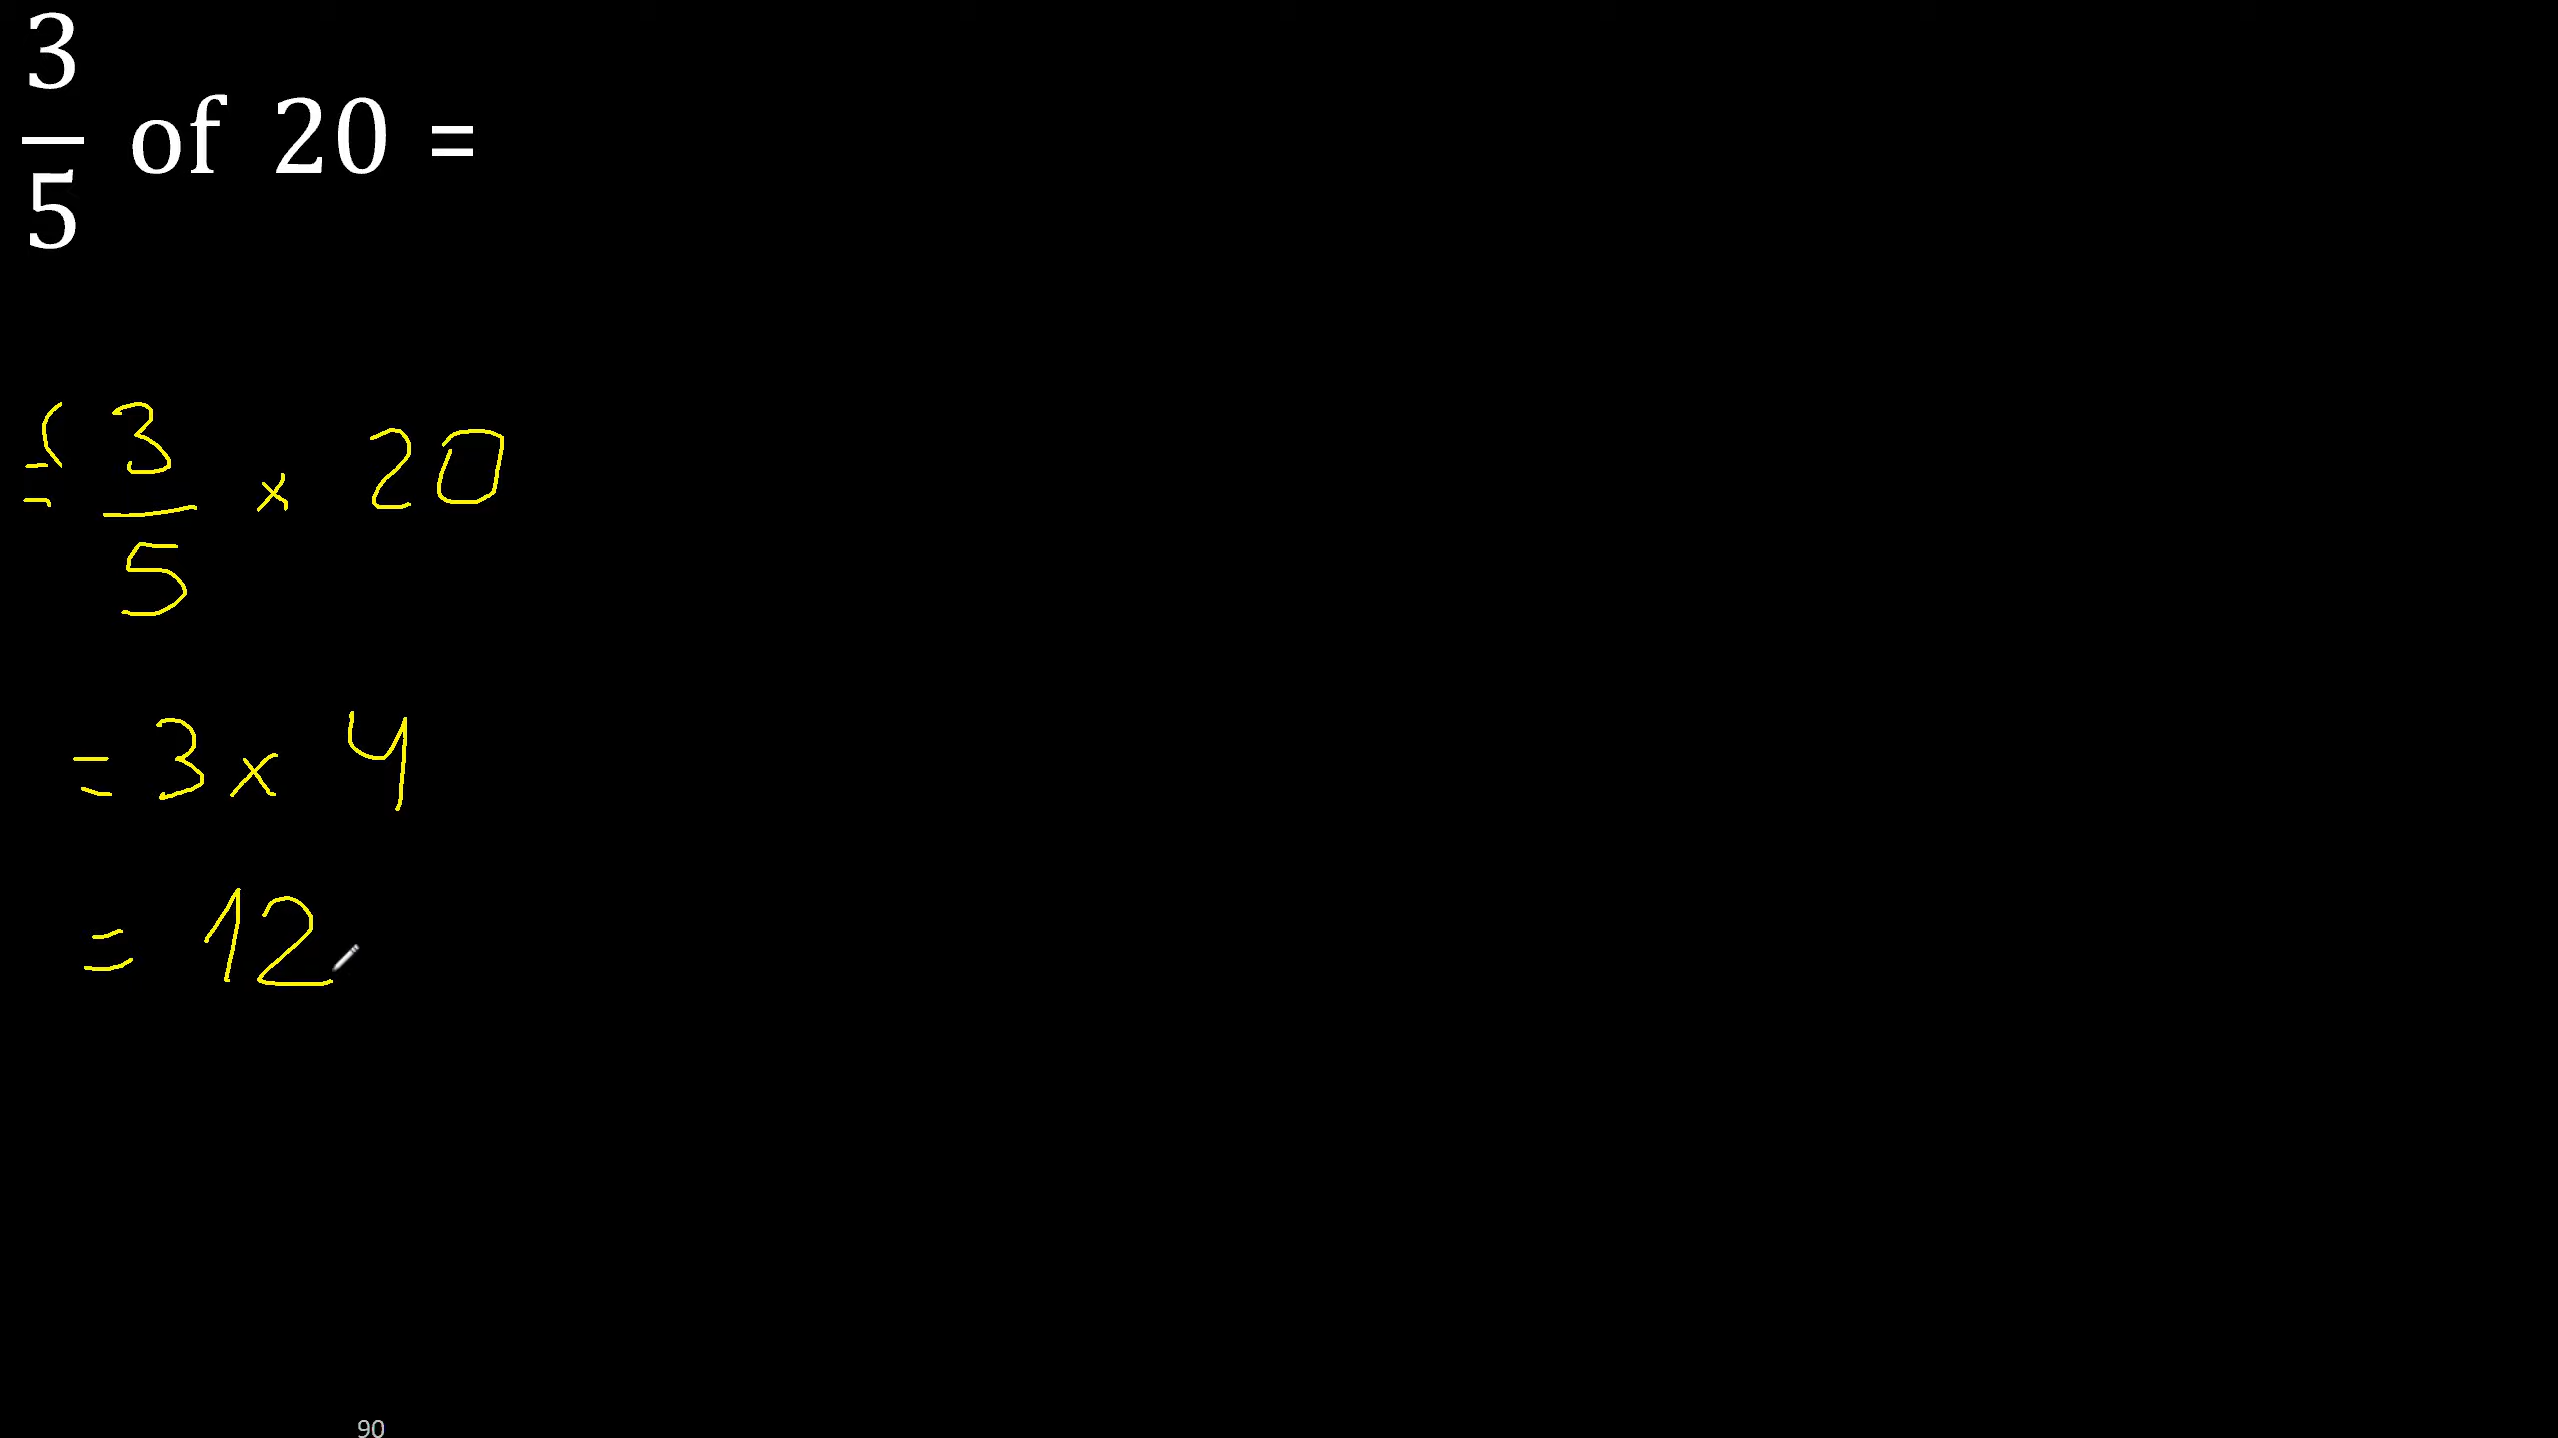 3/5 of 20 =
= ( 3/5 × 20
= 3 × 4
= 12
90